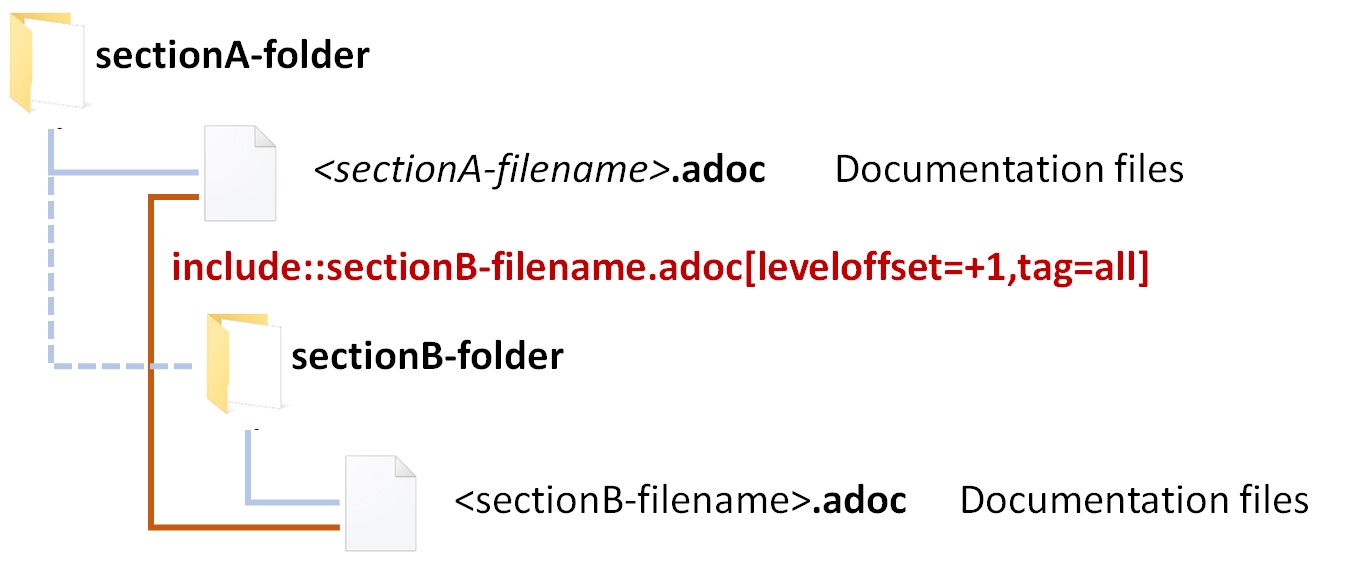 sectionA-folder
<sectionA-filename>.adoc Documentation files
include::sectionB-filename.adoc[leveloffset=+1,tag=all]
sectionB-folder
<sectionB-filename>.adoc Documentation files